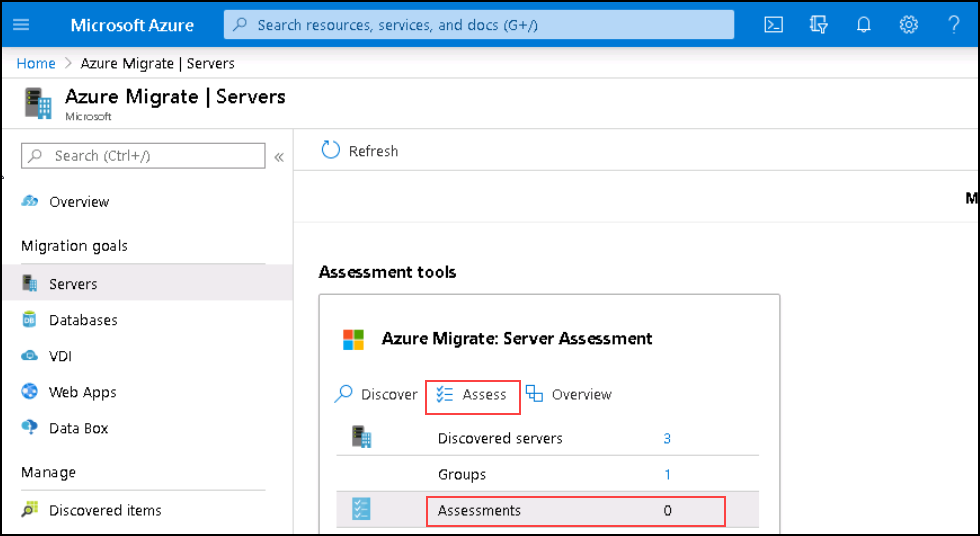 Microsoft Azure
Search resources, services, and docs (G+/)
Home > Azure Migrate | Servers
Azure Migrate | Servers
Microsoft
Search (Ctrl+/)
«
Refresh
Overview
M
Migration goals
Servers
Databases
VDI
Web Apps
Data Box
Manage
Discovered items
Assessment tools
Azure Migrate: Server Assessment
Discover Assess Overview
Discovered servers 3
Groups 1
Assessments 0